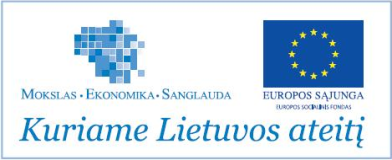 MOKSLAS • EKONOMIKA • SANGLAUDA
EUROPOS SĄJUNGA
EUROPOS SOCIALINIS FONDAS
Kuriame Lietuvos ateitį